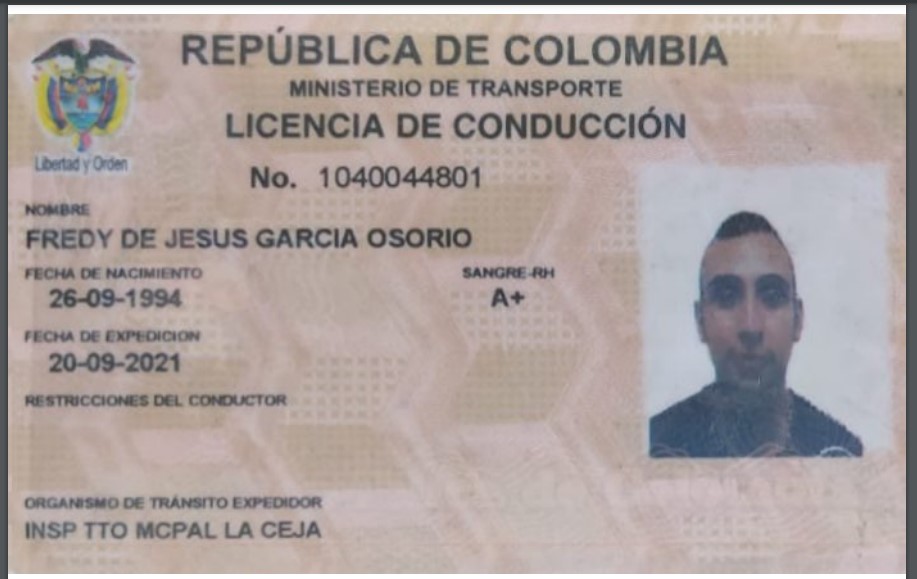 REPÚBLICA DE COLOMBIA
MINISTERIO DE TRANSPORTE
LICENCIA DE CONDUCCIÓN
Libertad y Orden
No. 1040044801
NOMBRE
FREDY DE JESUS GARCIA OSORIO
FECHA DE NACIMIENTO
SANGRE-RH
26-09-1994
A+
FECHA DE EXPEDICION
20-09-2021
RESTRICCIONES DEL CONDUCTOR
ORGANISMO DE TRÁNSITO EXPEDIDOR
INSP TTO MCPAL LA CEJA